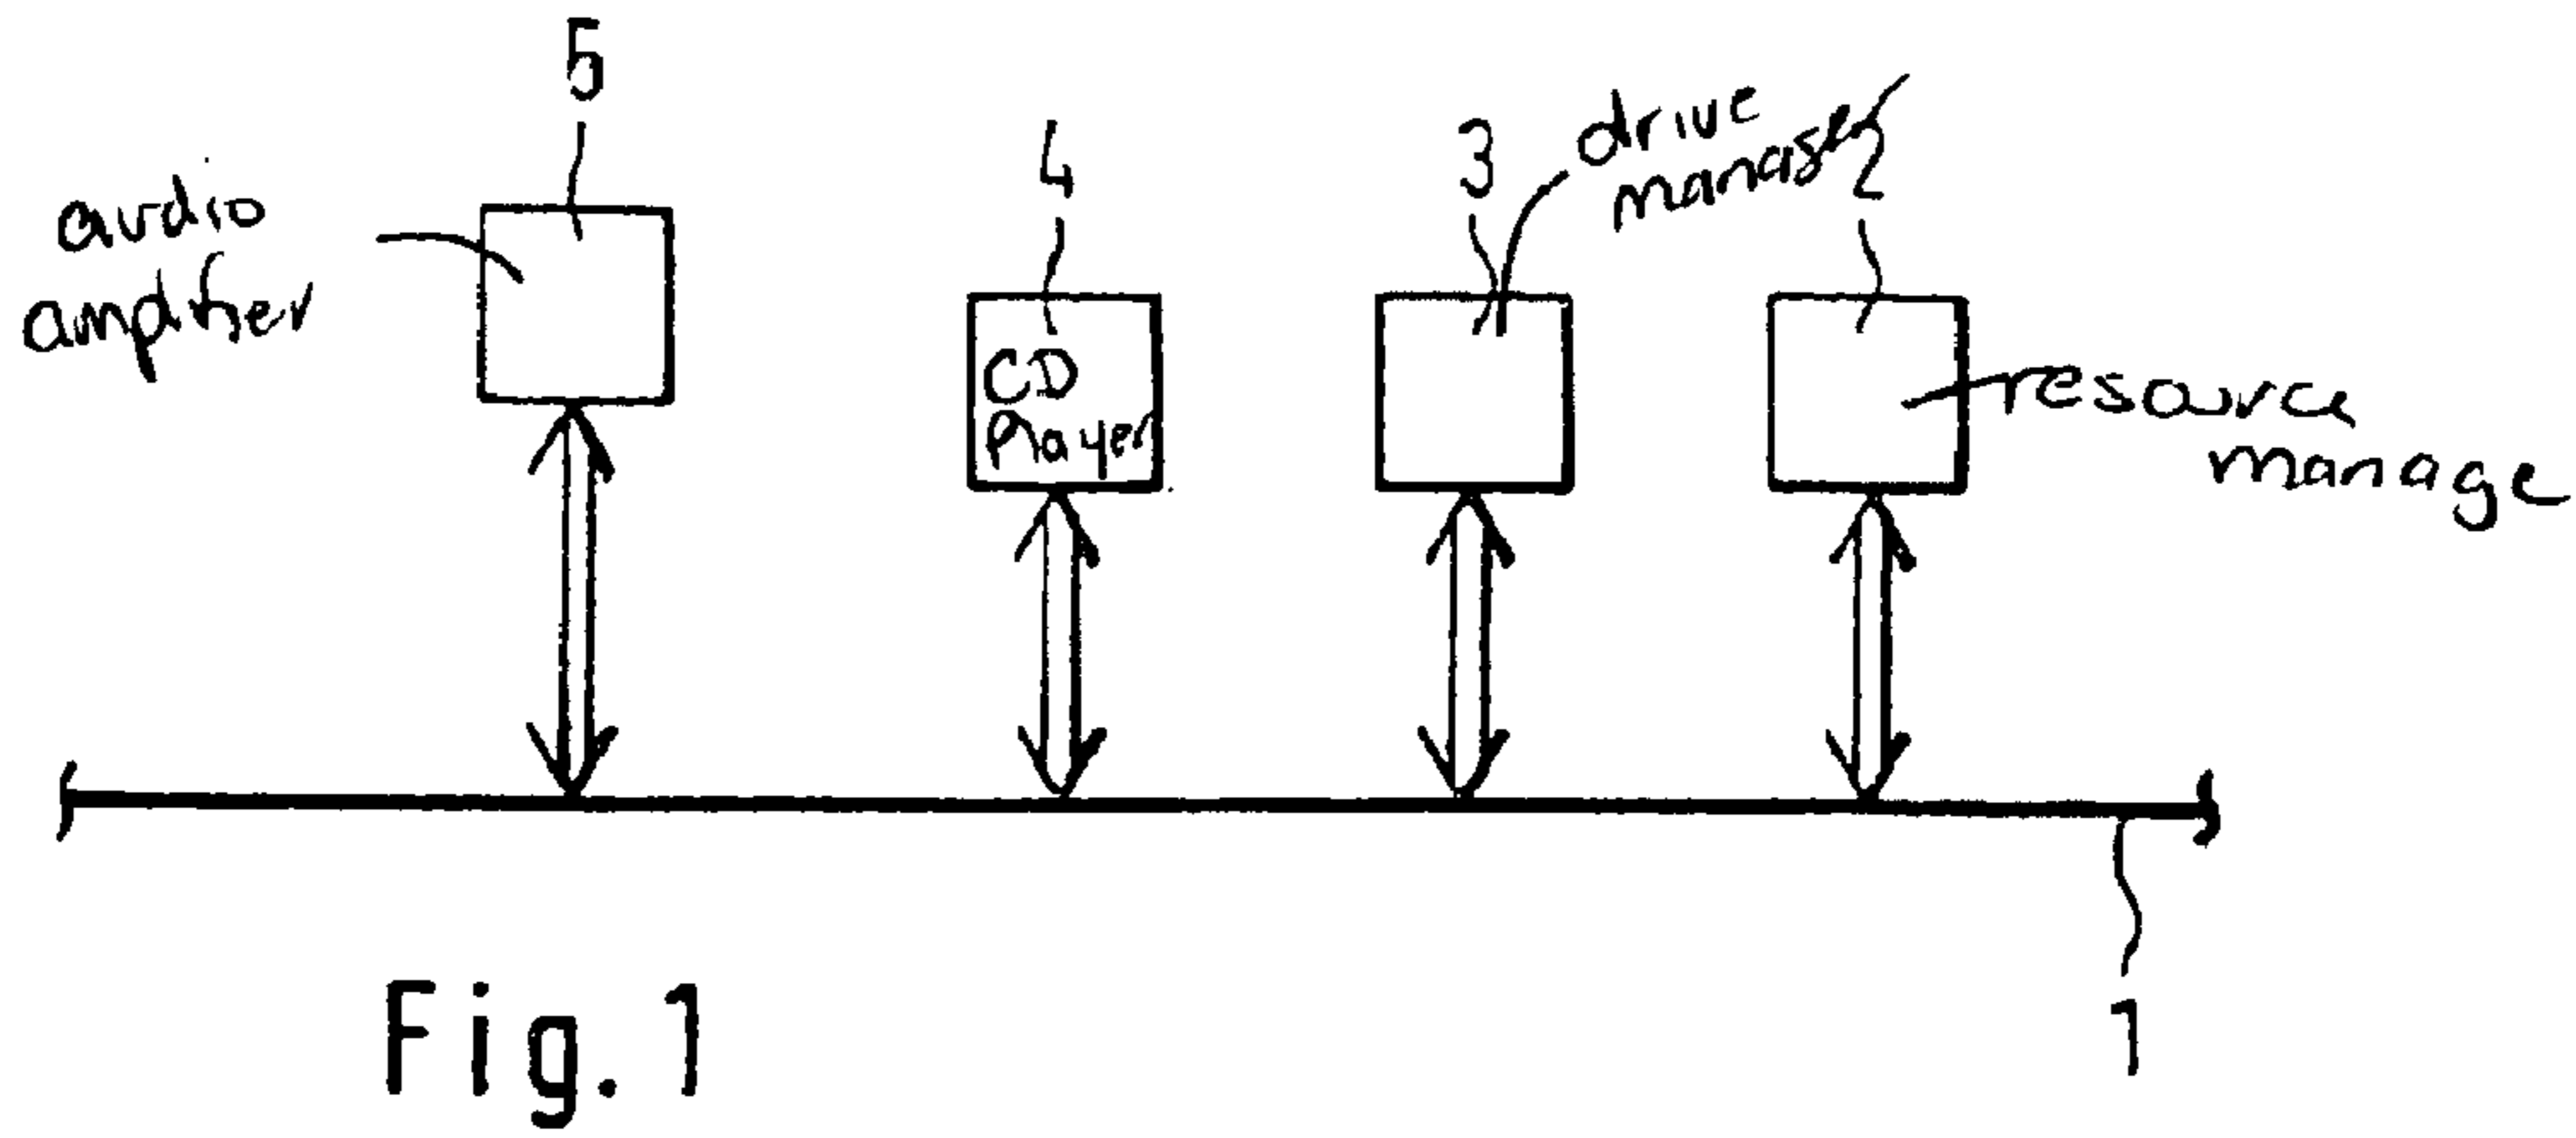 5
4
3
drive
manager
2
audio
amplifier
CD
Player
resource
manage
1
Fig. 1